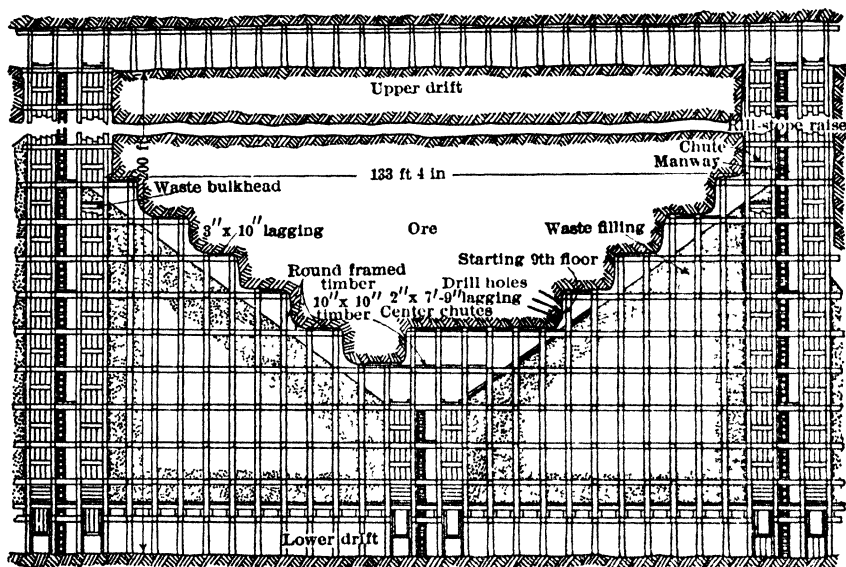 Upper drift
Rill-stope raise
Chute
Manway
133 ft 4 in
Waste bulkhead
3" x 10" lagging
Ore
Waste filling
Starting 9th floor
Round framed
timber
10" x 10"
timber
Drill holes
2" x 7'-9" lagging
Center chutes
Lower drift